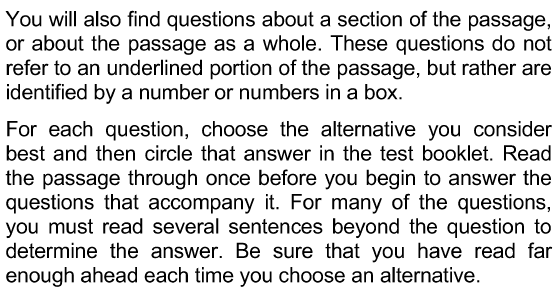 You will also find questions about a section of the passage,
or about the passage as a whole. These questions do not
refer to an underlined portion of the passage, but rather are
identified by a number or numbers in a box.
For each question, choose the alternative you consider
best and then circle that answer in the test booklet. Read
the passage through once before you begin to answer the
questions that accompany it. For many of the questions,
you must read several sentences beyond the question to
determine the answer. Be sure that you have read far
enough ahead each time you choose an alternative.